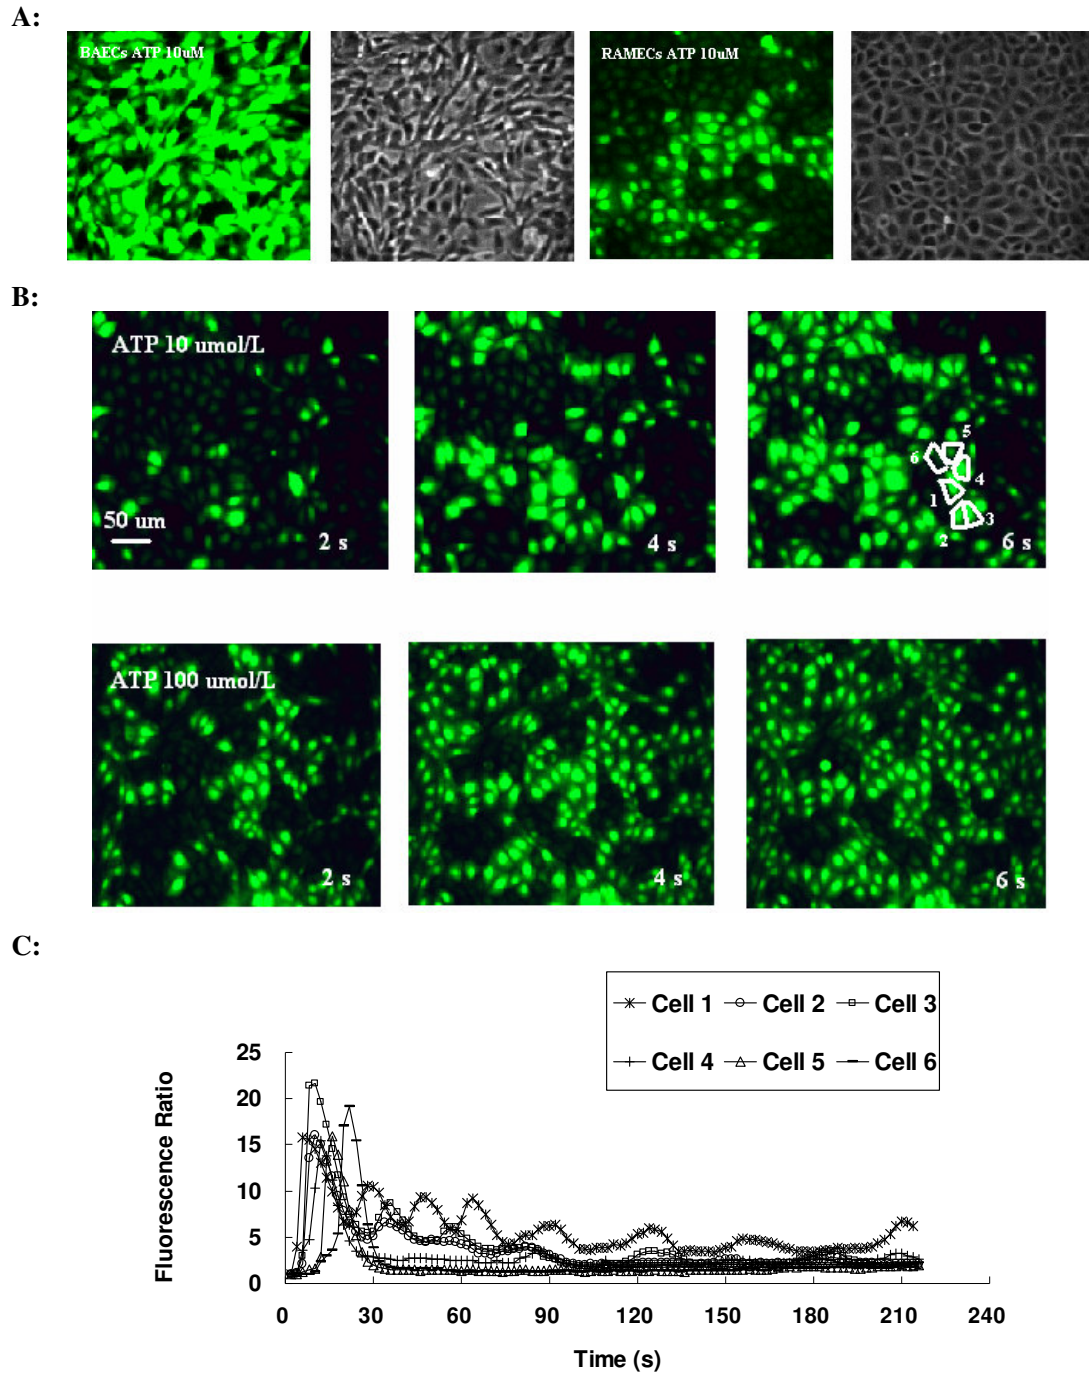 A:
BAECs ATP 10uM
RAMECs ATP 10uM
B:
ATP 10 umol/L
50 um
2 s
4 s
5
6
4
1
3
2
6 s
ATP 100 umol/L
2 s
4 s
6 s
C:
Cell 1 Cell 2 Cell 3
Cell 4 Cell 5 Cell 6
Fluorescence Ratio
25
20
15
10
5
0
0 30 60 90 120 150 180 210 240
Time (s)